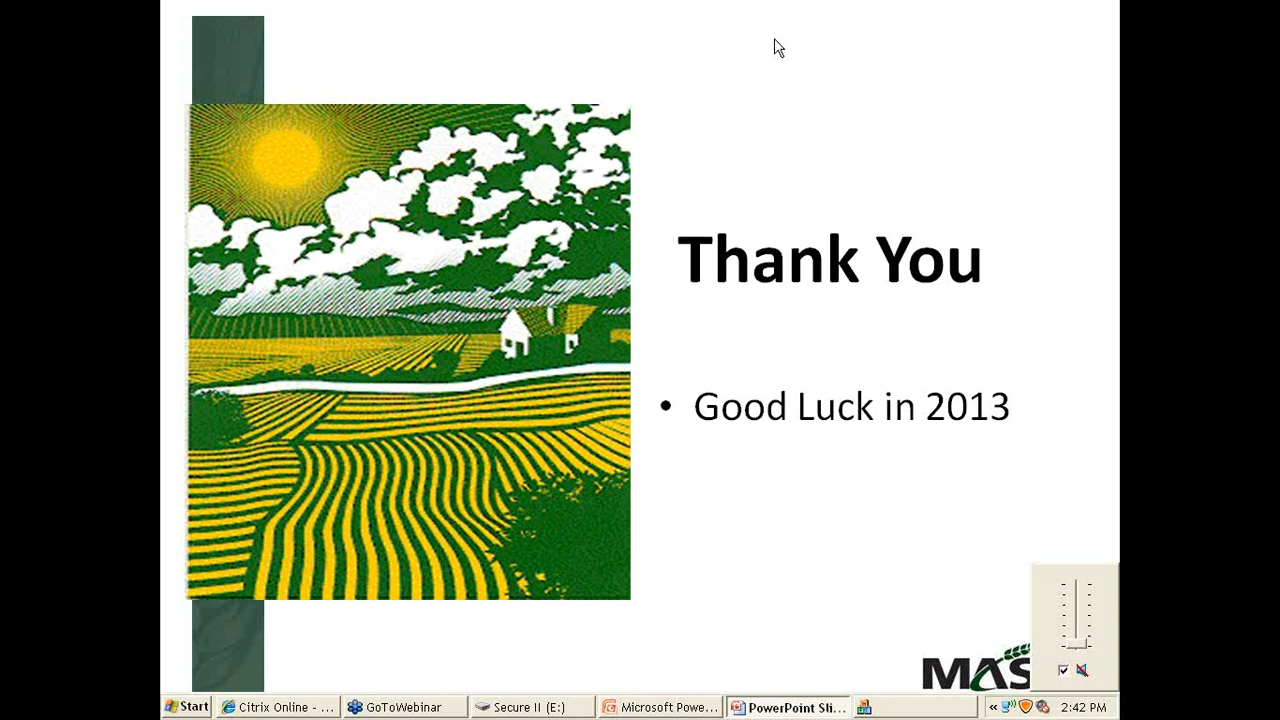 Thank You
• Good Luck in 2013
MAS
Start
Citrix Online - ...
GoToWebinar
Secure II (E:)
Microsoft Powe...
PowerPoint Sli...
«
2:42 PM